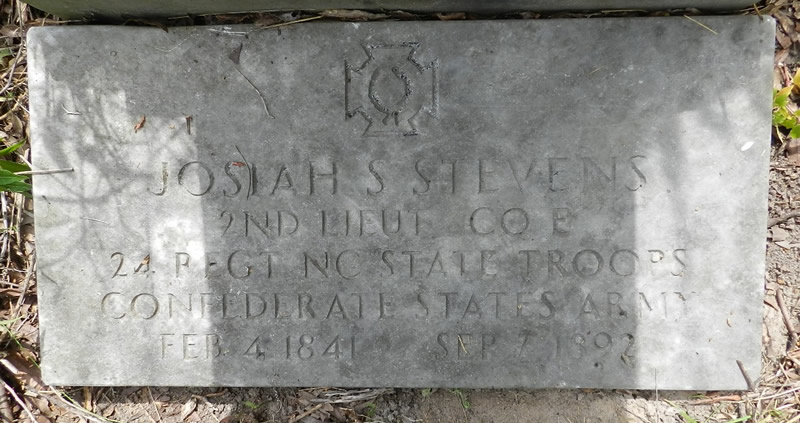 JOSIAH S STEVENS
2ND LIEUT CO E
24 REGT NC STATE TROOPS
CONFEDERATE STATES ARMY
FEB 4 1841 SEP 7 1892